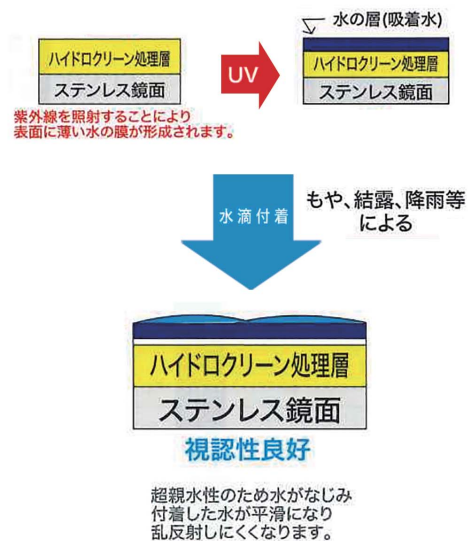 水の層(吸着水)
ハイドロクリーン処理層
ステンレス鏡面
UV
ハイドロクリーン処理層
ステンレス鏡面
紫外線を照射することにより
表面に薄い水の膜が形成されます。
水滴付着
もや、結露、降雨等
による
ハイドロクリーン処理層
ステンレス鏡面
視認性良好
超親水性のため水がなじみ
付着した水が平滑になり
乱反射しにくくなります。